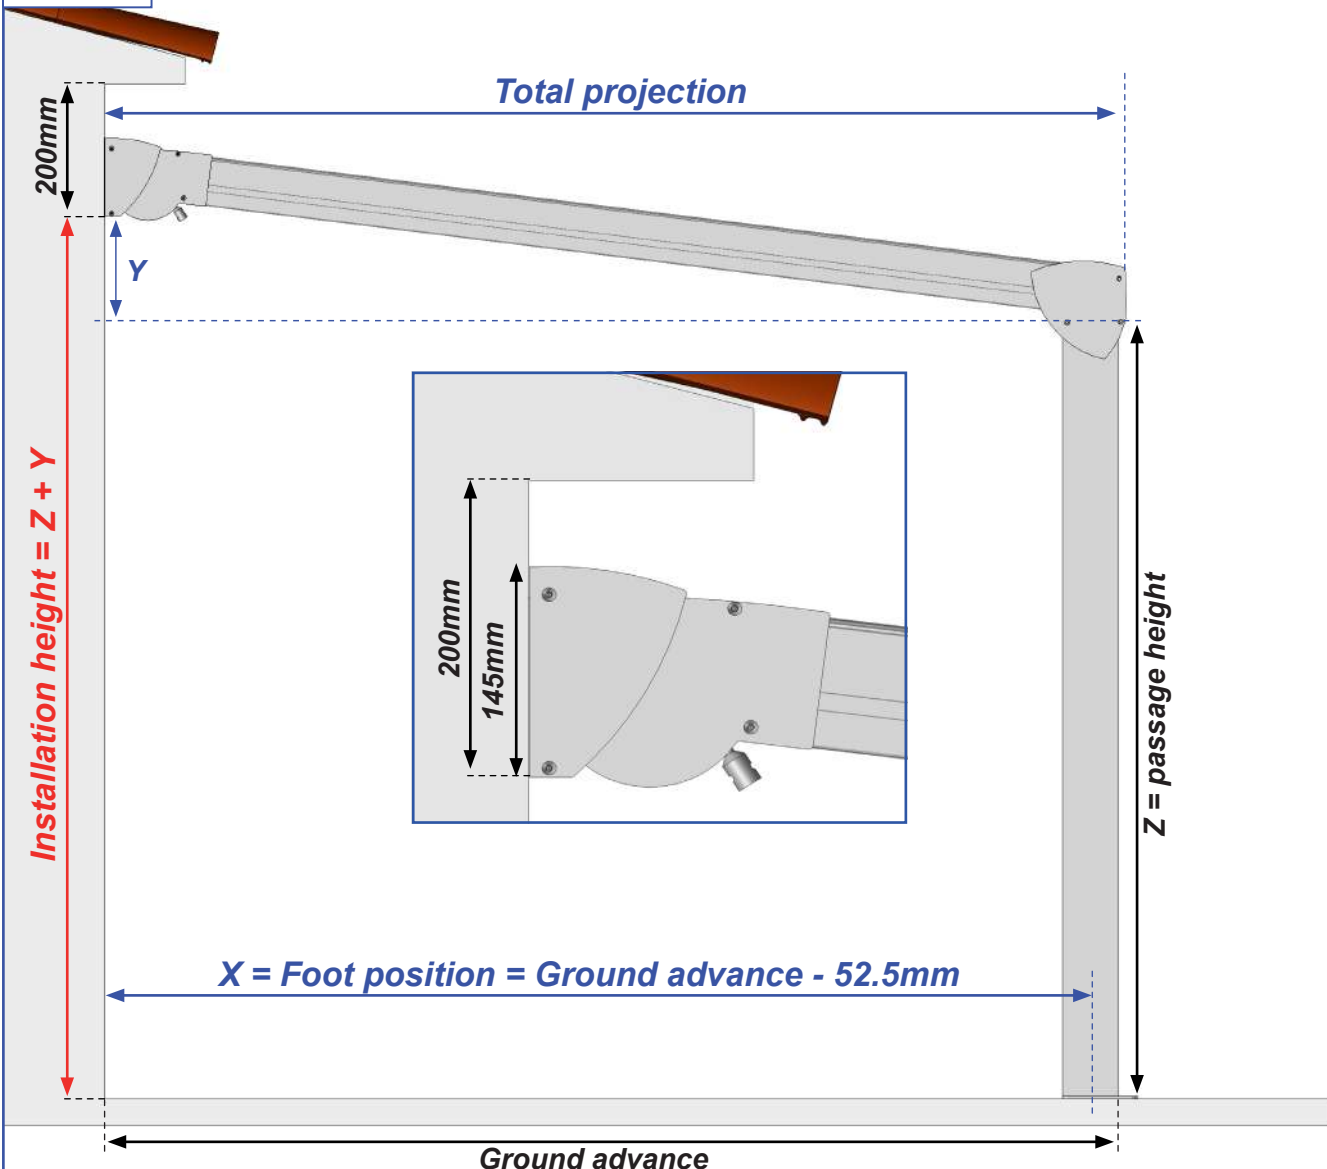 Total projection
200mm
Y
Installation height = Z + Y
200mm
145mm
Z = passage height
X = Foot position = Ground advance - 52.5mm
Ground advance